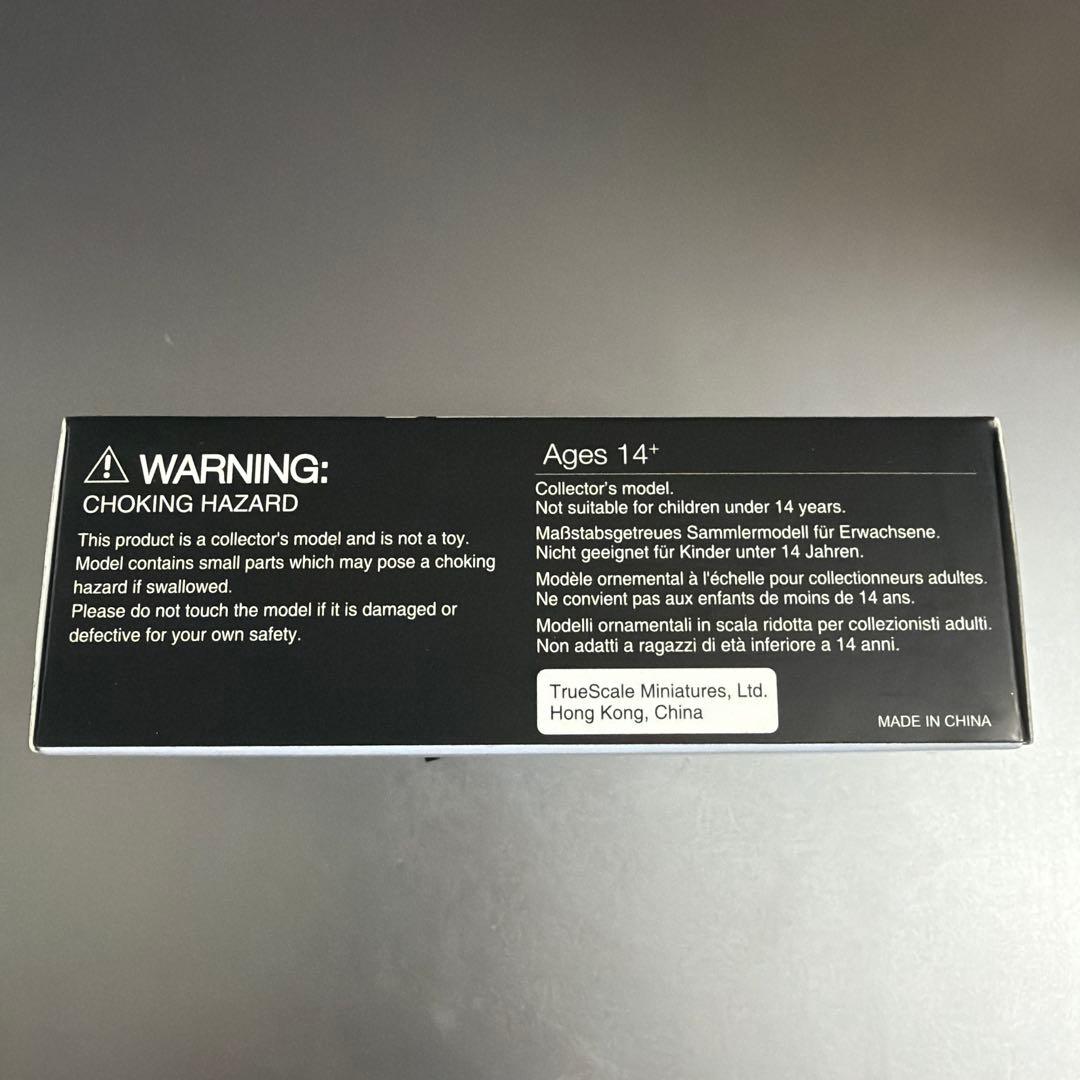 WARNING:
CHOKING HAZARD
This product is a collector's model and is not a toy.
Model contains small parts which may pose a choking
hazard if swallowed.
Please do not touch the model if it is damaged or
defective for your own safety.
Ages 14+
Collector's model.
Not suitable for children under 14 years.
Maßstabsgetreues Sammlermodell für Erwachsene.
Nicht geeignet für Kinder unter 14 Jahren.
Modèle ornemental à l'échelle pour collectionneurs adultes.
Ne convient pas aux enfants de moins de 14 ans.
Modelli ornamentali in scala ridotta per collezionisti adulti.
Non adatti a ragazzi di età inferiore a 14 anni.
TrueScale Miniatures, Ltd.
Hong Kong, China
MADE IN CHINA